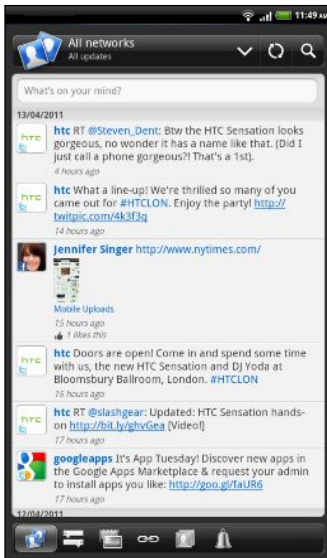 11:49 AM
All networks
All updates
What's on your mind?
13/04/2011
htc RT @Steven_Dent: Btw the HTC Sensation looks
gorgeous, no wonder it has a name like that. (Did I
just call a phone gorgeous?! That's a 1st).
4 hours ago
htc What a line-up! We're thrilled so many of you
came out for #HTCLON. Enjoy the party! http://
twitpic.com/4k3f3q
14 hours ago
Jennifer Singer http://www.nytimes.com/
Mobile Uploads
15 hours ago
1 likes this
htc Doors are open! Come in and spend some time
with us, the new HTC Sensation and DJ Yoda at
Bloomsbury Ballroom, London. #HTCLON
15 hours ago
htc RT @slashgear: Updated: HTC Sensation hands-
on http://bit.ly/ghvGea [Video!]
17 hours ago
googleapps It's App Tuesday! Discover new apps in
the Google Apps Marketplace & request your admin
to install apps you like: http://goo.gl/faUR6
17 hours ago
12/04/2011